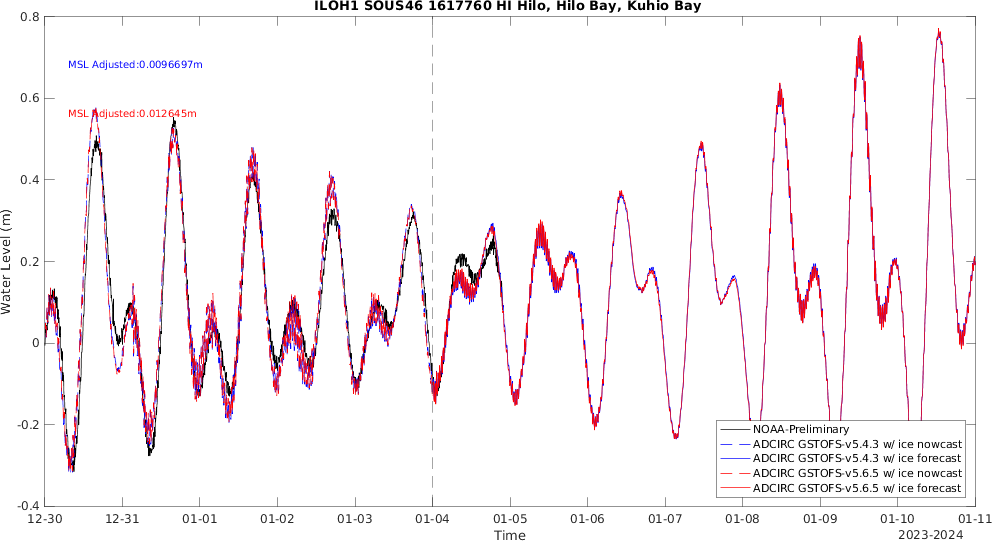 ILOH1 SOUS46 1617760 HI Hilo, Hilo Bay, Kuhio Bay
0.8
0.6
0.4
0.2
0
-0.2
-0.4
Water Level (m)
MSL Adjusted:0.0096697m
MSL Adjusted:0.012645m
NOAA-Preliminary
ADCIRC GSTOFS-v5.4.3 w/ ice nowcast
ADCIRC GSTOFS-v5.4.3 w/ ice forecast
ADCIRC GSTOFS-v5.6.5 w/ ice nowcast
ADCIRC GSTOFS-v5.6.5 w/ ice forecast
12-30 12-31 01-01 01-02 01-03 01-04 01-05 01-06 01-07 01-08 01-09 01-10 01-11
Time
2023-2024